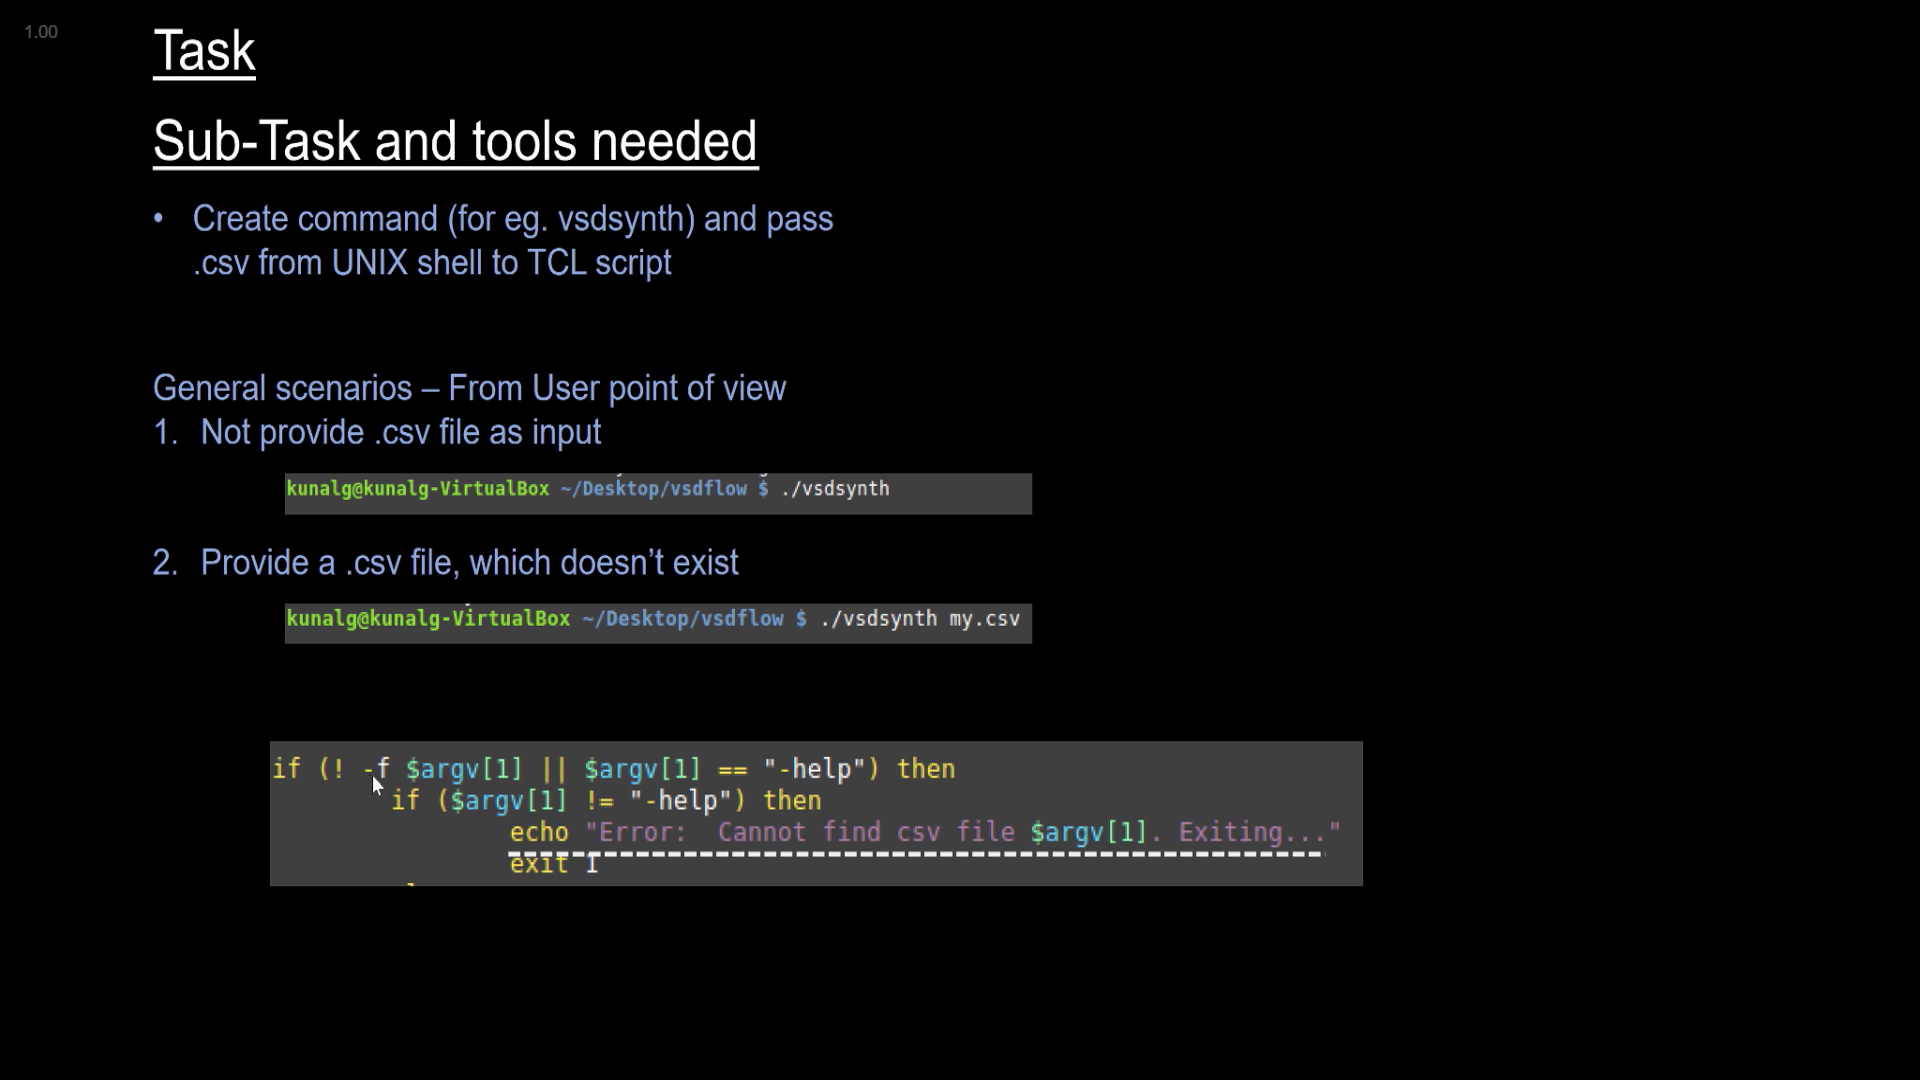 1.00
Task
Sub-Task and tools needed
• Create command (for eg. vsdsynth) and pass
.csv from UNIX shell to TCL script
General scenarios – From User point of view
1. Not provide .csv file as input
kunalg@kunalg-VirtualBox ~/Desktop/vsdflow $ ./vsdsynth
2. Provide a .csv file, which doesn’t exist
kunalg@kunalg-VirtualBox ~/Desktop/vsdflow $ ./vsdsynth my.csv
if (! -f $argv[1] || $argv[1] == "-help") then
if ($argv[1] != "-help") then
echo "Error:  Cannot find csv file $argv[1]. Exiting..."
exit 1